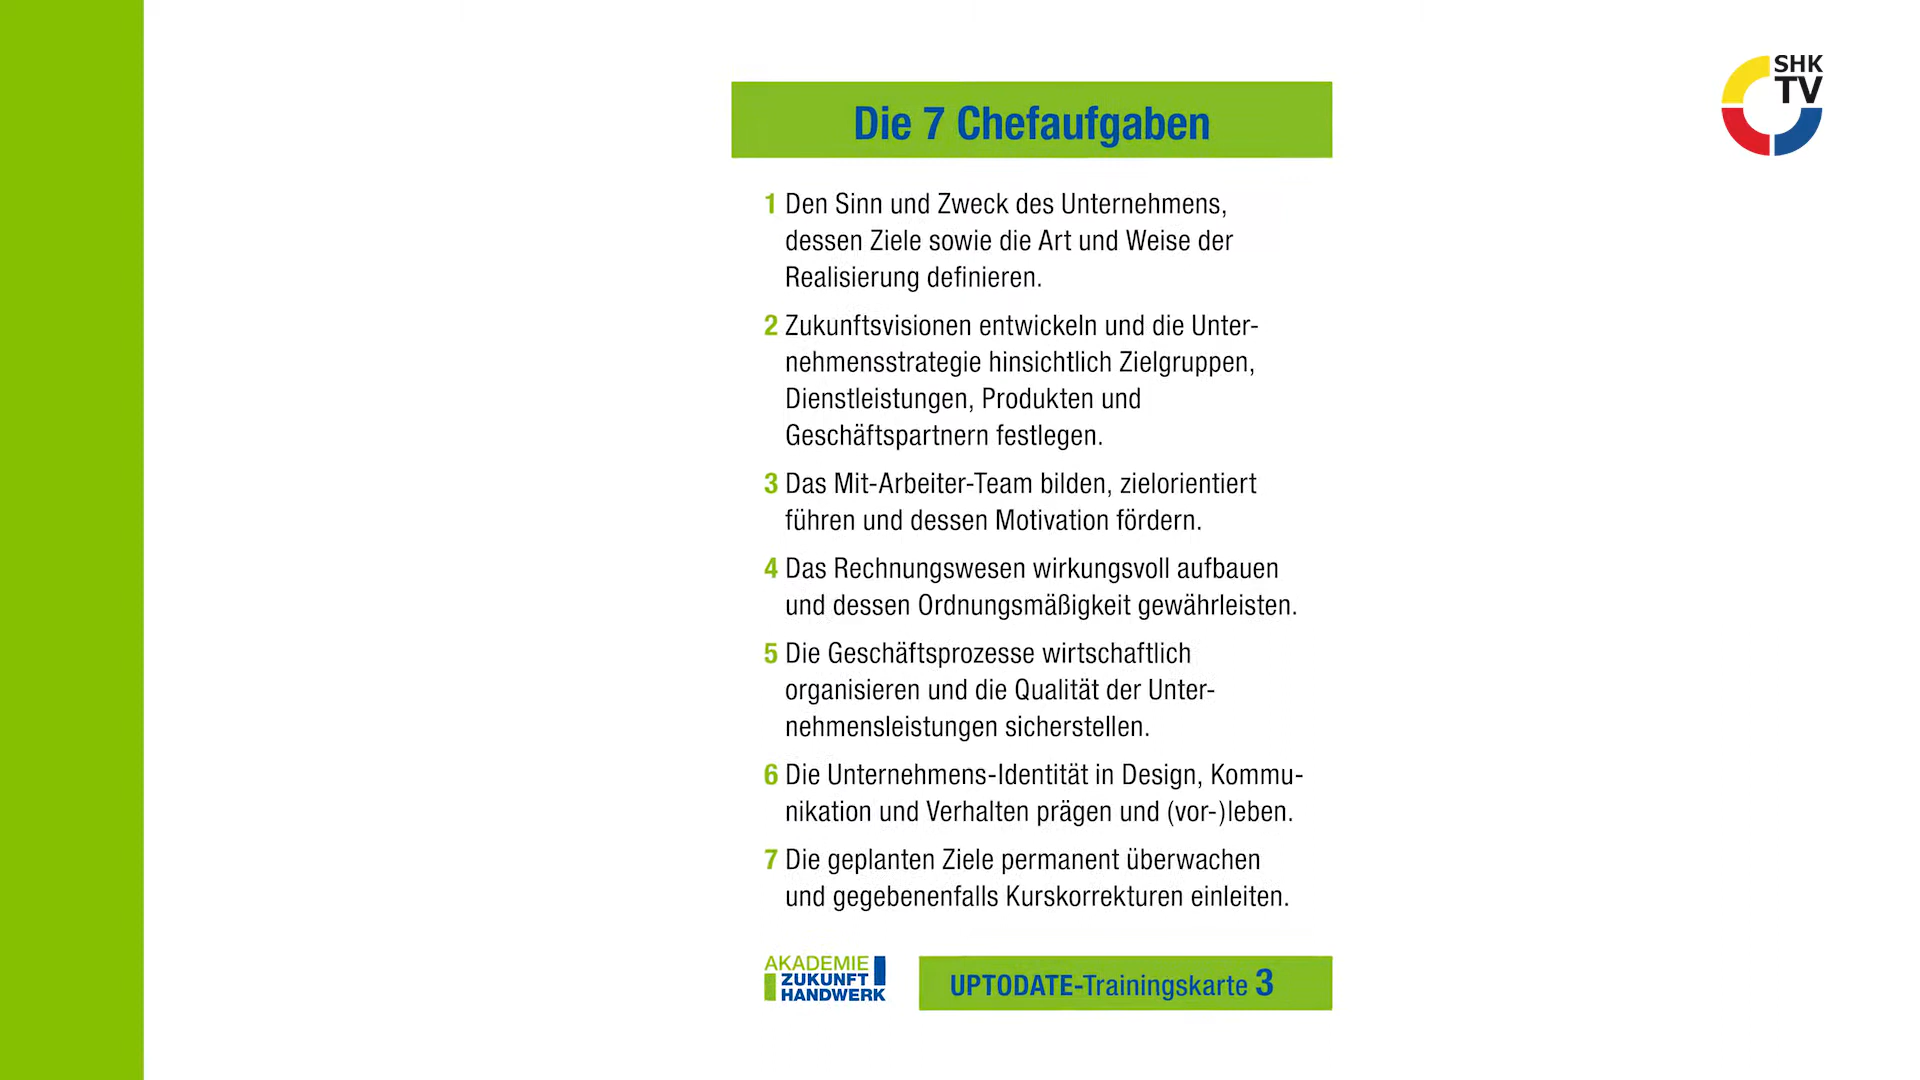 SHK
TV
Die 7 Chefaufgaben
1 Den Sinn und Zweck des Unternehmens,
dessen Ziele sowie die Art und Weise der
Realisierung definieren.
2 Zukunftsvisionen entwickeln und die Unter-
nehmensstrategie hinsichtlich Zielgruppen,
Dienstleistungen, Produkten und
Geschäftspartnern festlegen.
3 Das Mit-Arbeiter-Team bilden, zielorientiert
führen und dessen Motivation fördern.
4 Das Rechnungswesen wirkungsvoll aufbauen
und dessen Ordnungsmäßigkeit gewährleisten.
5 Die Geschäftsprozesse wirtschaftlich
organisieren und die Qualität der Unter-
nehmensleistungen sicherstellen.
6 Die Unternehmens-Identität in Design, Kommu-
nikation und Verhalten prägen und (vor-)leben.
7 Die geplanten Ziele permanent überwachen
und gegebenenfalls Kurskorrekturen einleiten.
AKADEMIE
ZUKUNFT
HANDWERK
UPTODATE-Trainingskarte 3